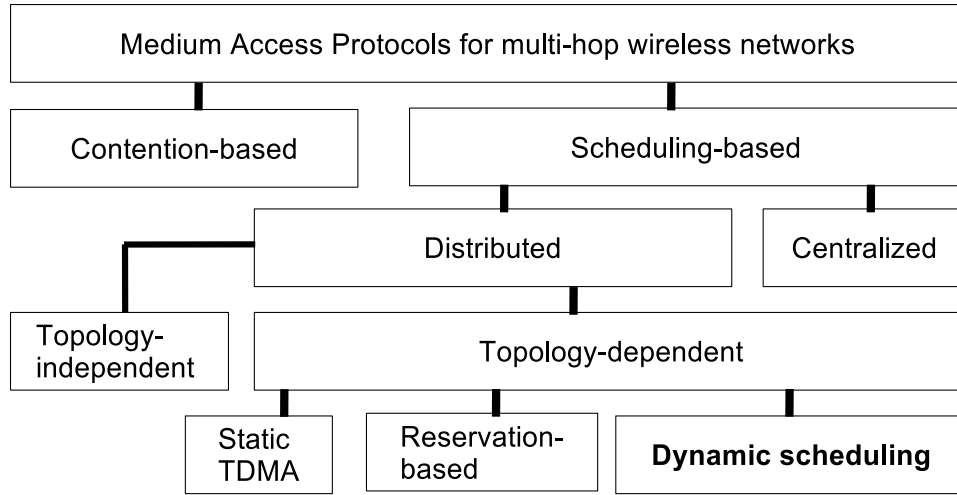 Medium Access Protocols for multi-hop wireless networks
Contention-based
Scheduling-based
Distributed
Centralized
Topology-
independent
Topology-dependent
Static
TDMA
Reservation-
based
Dynamic scheduling